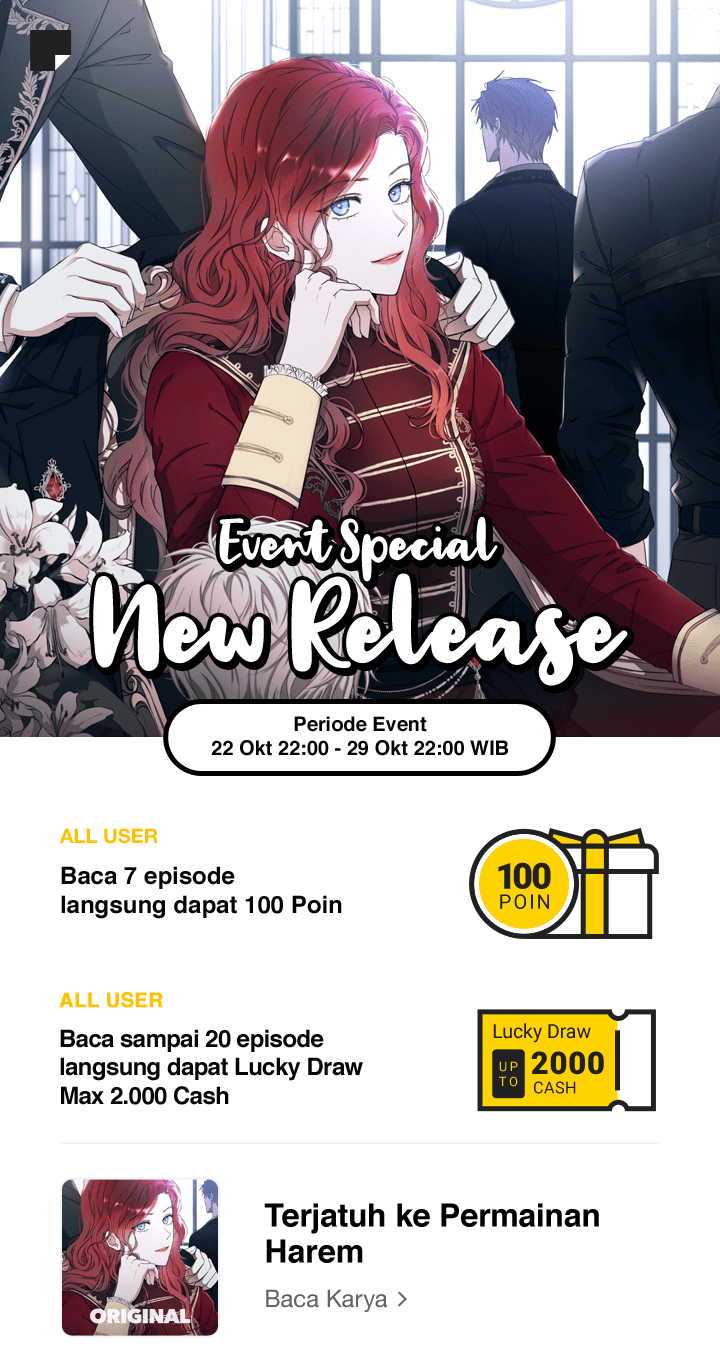 Event Special
New Release
Periode Event
22 Okt 22:00 - 29 Okt 22:00 WIB
ALL USER
Baca 7 episode
langsung dapat 100 Poin
100
POIN
ALL USER
Baca sampai 20 episode
langsung dapat Lucky Draw
Max 2.000 Cash
Lucky Draw
UP
TO
2000
CASH
Terjatuh ke Permainan
Harem
Baca Karya >
ORIGINAL